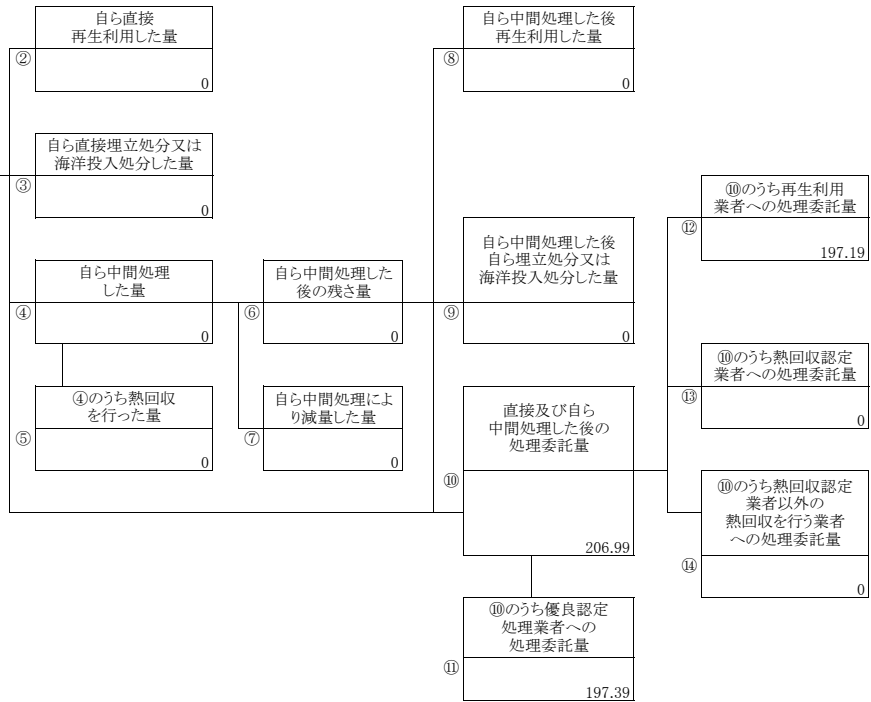 自ら直接
再生利用した量
②
0
自ら直接埋立処分又は
海洋投入処分した量
③
0
自ら中間処理
した量
④
0
④のうち熱回収
を行った量
⑤
0
自ら中間処理した
後の残さ量
⑥
0
自ら中間処理によ
り減量した量
⑦
0
自ら中間処理した後
再生利用した量
⑧
0
自ら中間処理した後
自ら埋立処分又は
海洋投入処分した量
⑨
0
直接及び自ら
中間処理した後の
処理委託量
⑩
206.99
⑩のうち優良認定
処理業者への
処理委託量
⑪
197.39
⑩のうち再生利用
業者への処理委託量
⑫
197.19
⑩のうち熱回収認定
業者への処理委託量
⑬
0
⑩のうち熱回収認定
業者以外の
熱回収を行う業者
への処理委託量
⑭
0